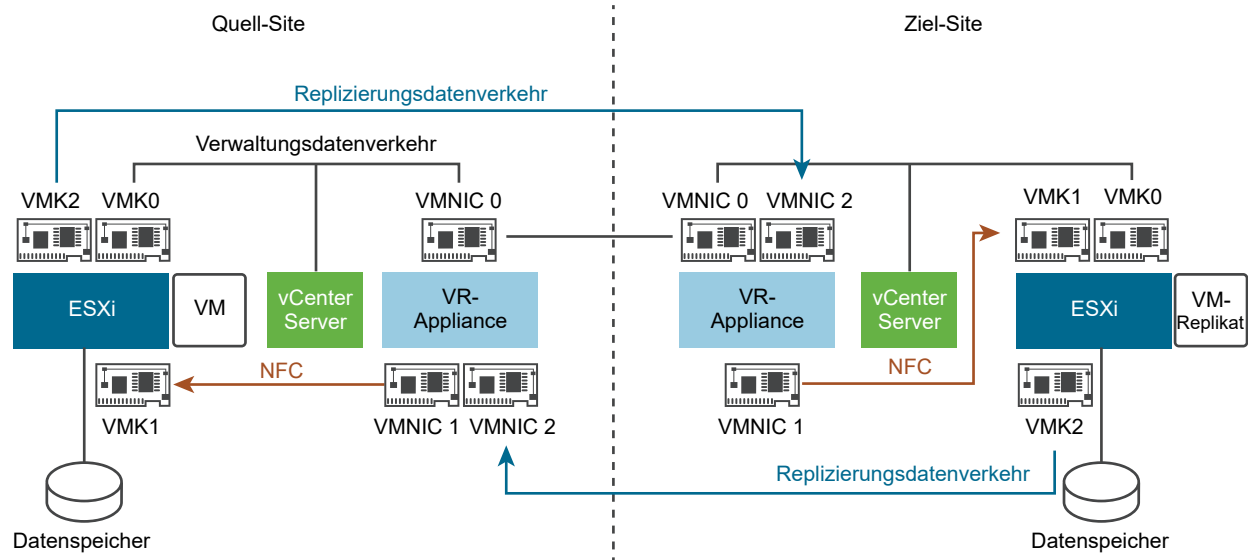 Quell-Site
Ziel-Site
Replizierungsdatenverkehr
Verwaltungsdatenverkehr
VMK2
VMK0
VMNIC 0
VMNIC 0
VMNIC 2
VMK1
VMK0
ESXi
VM
vCenter
Server
VR-
Appliance
VR-
Appliance
vCenter
Server
ESXi
VM-
Replikat
NFC
NFC
VMK1
VMNIC 1
VMNIC 2
VMNIC 1
VMK2
Replizierungsdatenverkehr
Datenspeicher
Datenspeicher